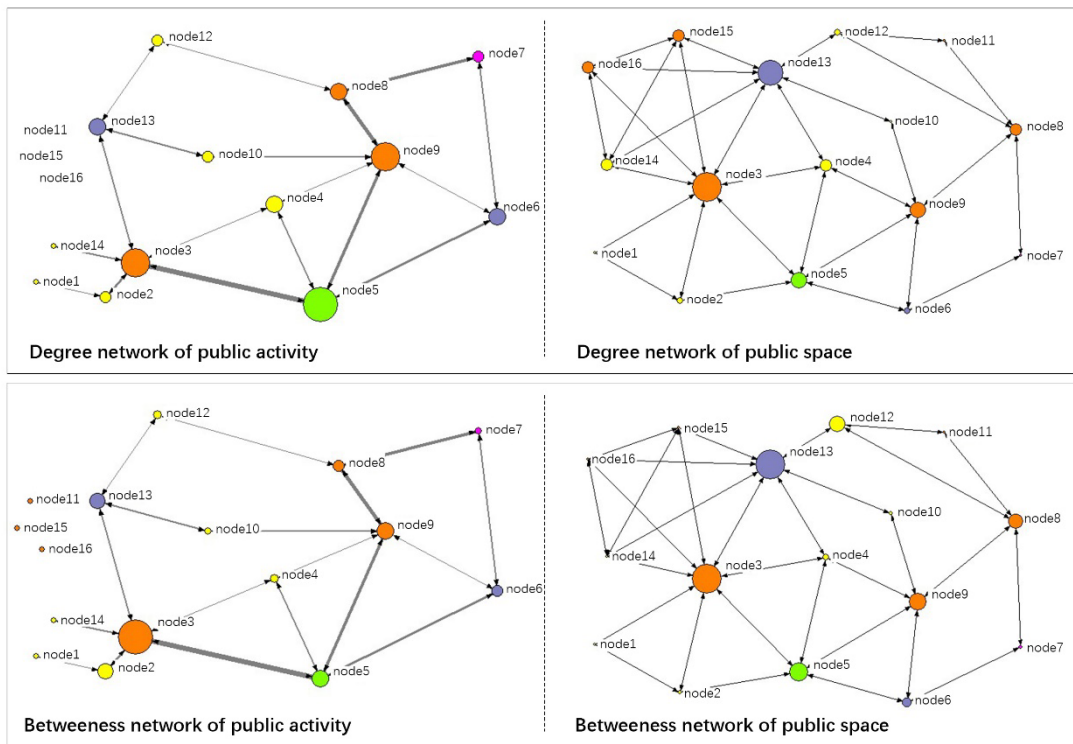 node12
node7
node8
node11
node13
node15
node10
node9
node16
node4
node6
node14
node3
node1
node2
node5
Degree network of public activity
node15
node12
node11
node16
node13
node10
node8
node14
node3
node4
node9
node1
node7
node2
node5
node6
Degree network of public space
node12
node7
node8
node11
node13
node15
node10
node9
node16
node4
node6
node14
node3
node1
node2
node5
Betweeness network of public activity
node12
node15
node11
node16
node13
node10
node8
node14
node3
node4
node9
node1
node7
node2
node5
node6
Betweeness network of public space